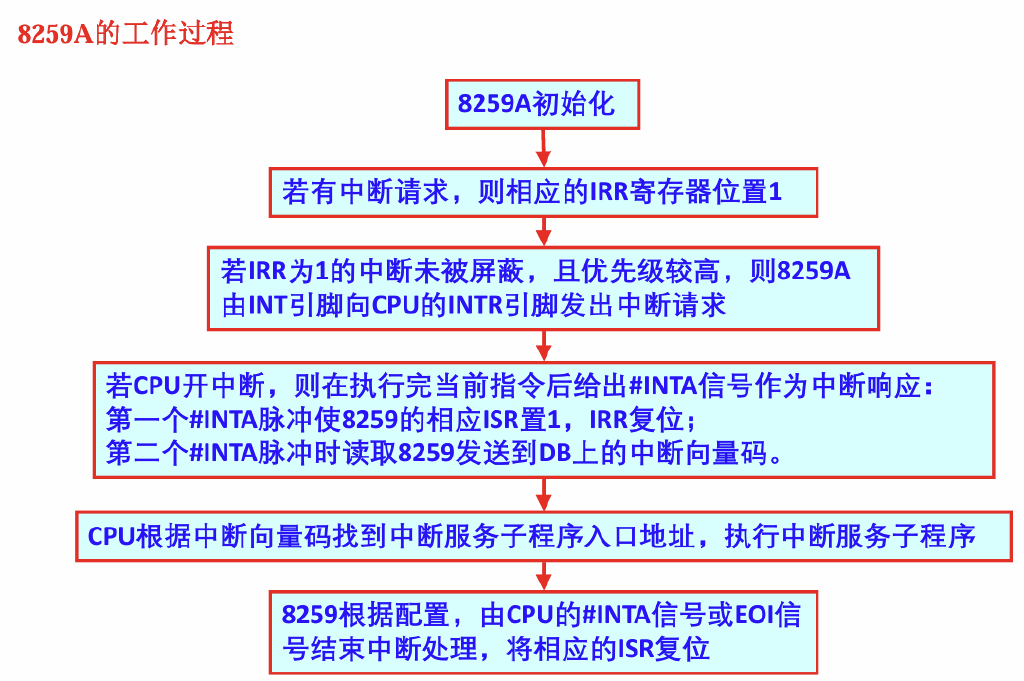 8259A的工作过程
8259A初始化
若有中断请求，则相应的IRR寄存器位置1
若IRR为1的中断未被屏蔽，且优先级较高，则8259A
由INT引脚向CPU的INTR引脚发出中断请求
若CPU开中断，则在执行完当前指令后给出#INTA信号作为中断响应：
第一个#INTA脉冲使8259的相应ISR置1，IRR复位；
第二个#INTA脉冲时读取8259发送到DB上的中断向量码。
CPU根据中断向量码找到中断服务子程序入口地址，执行中断服务子程序
8259根据配置，由CPU的#INTA信号或EOI信
号结束中断处理，将相应的ISR复位